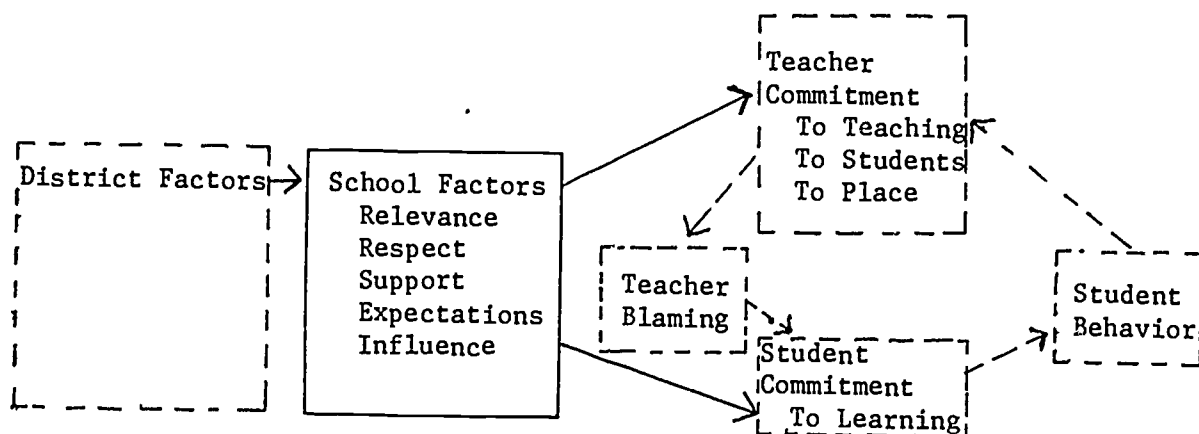 District Factors
School Factors
Relevance
Respect
Support
Expectations
Influence
Teacher
Commitment
To Teaching
To Students
To Place
Teacher
Blaming
Student
Commitment
To Learning
Student
Behavior